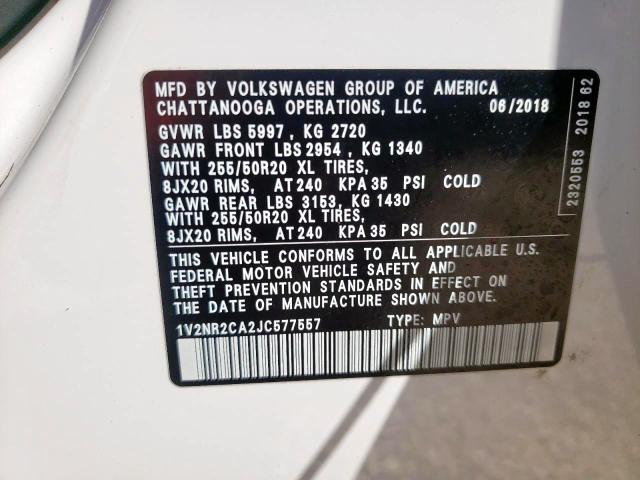 MFD BY VOLKSWAGEN GROUP OF AMERICA
CHATTANOOGA OPERATIONS, LLC. 06/2018
GVWR LBS 5997, KG 2720
GAWR FRONT LBS 2954, KG 1340
WITH 255/50R20 XL TIRES,
8JX20 RIMS, AT 240 KPA 35 PSI COLD
GAWR REAR LBS 3153, KG 1430
WITH 255/50R20 XL TIRES,
8JX20 RIMS, AT 240 KPA 35 PSI COLD
THIS VEHICLE CONFORMS TO ALL APPLICABLE U.S.
FEDERAL MOTOR VEHICLE SAFETY AND
THEFT PREVENTION STANDARDS IN EFFECT ON
THE DATE OF MANUFACTURE SHOWN ABOVE.
1V2NR2CA2JC577557 TYPE: MPV
2320553 2018 62